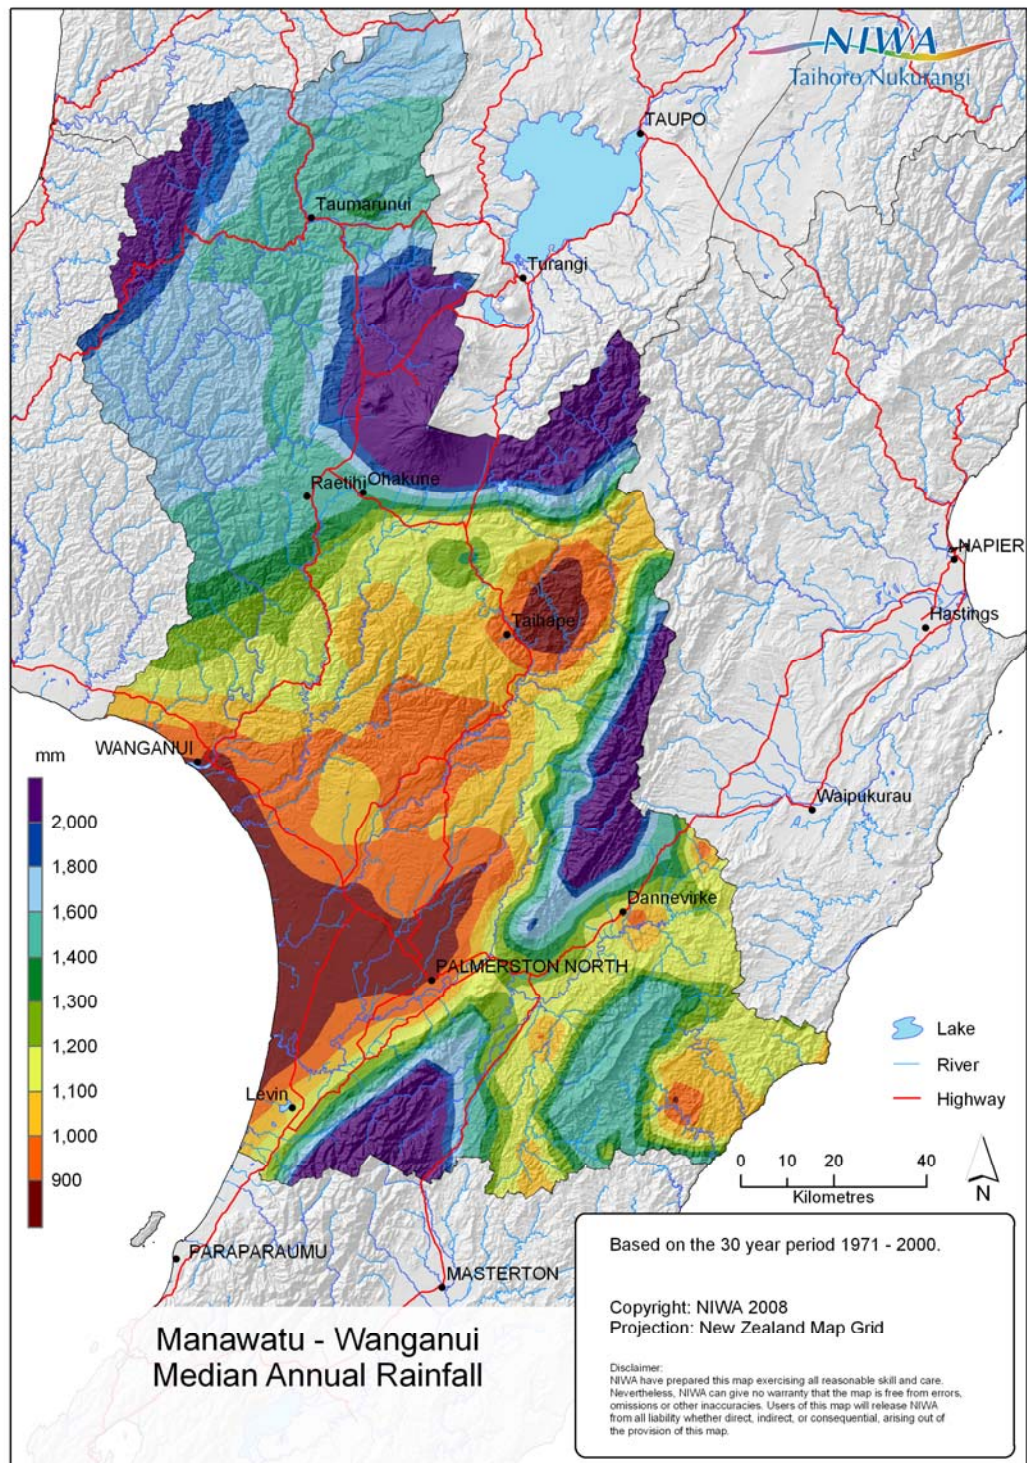 NIWA
Taihoro Nukurangi
TAUPO
Taumarunui
Turangi
Raetihi
Ohakune
NAPIER
Hastings
Taihape
WANGANUI
mm
2,000
1,800
1,600
1,400
1,300
1,200
1,100
1,000
900
Waipukurau
Dannevirke
PALMERSTON NORTH
Levin
Lake
River
Highway
0 10 20 40
Kilometres
N
PARAPARAUMU
MASTERTON
Manawatu - Wanganui
Median Annual Rainfall
Based on the 30 year period 1971 - 2000.
Copyright: NIWA 2008
Projection: New Zealand Map Grid
Disclaimer:
NIWA have prepared this map exercising all reasonable skill and care.
Nevertheless, NIWA can give no warranty that the map is free from errors,
omissions or other inaccuracies. Users of this map will release NIWA
from all liability whether direct, indirect, or consequential, arising out of
the provision of this map.